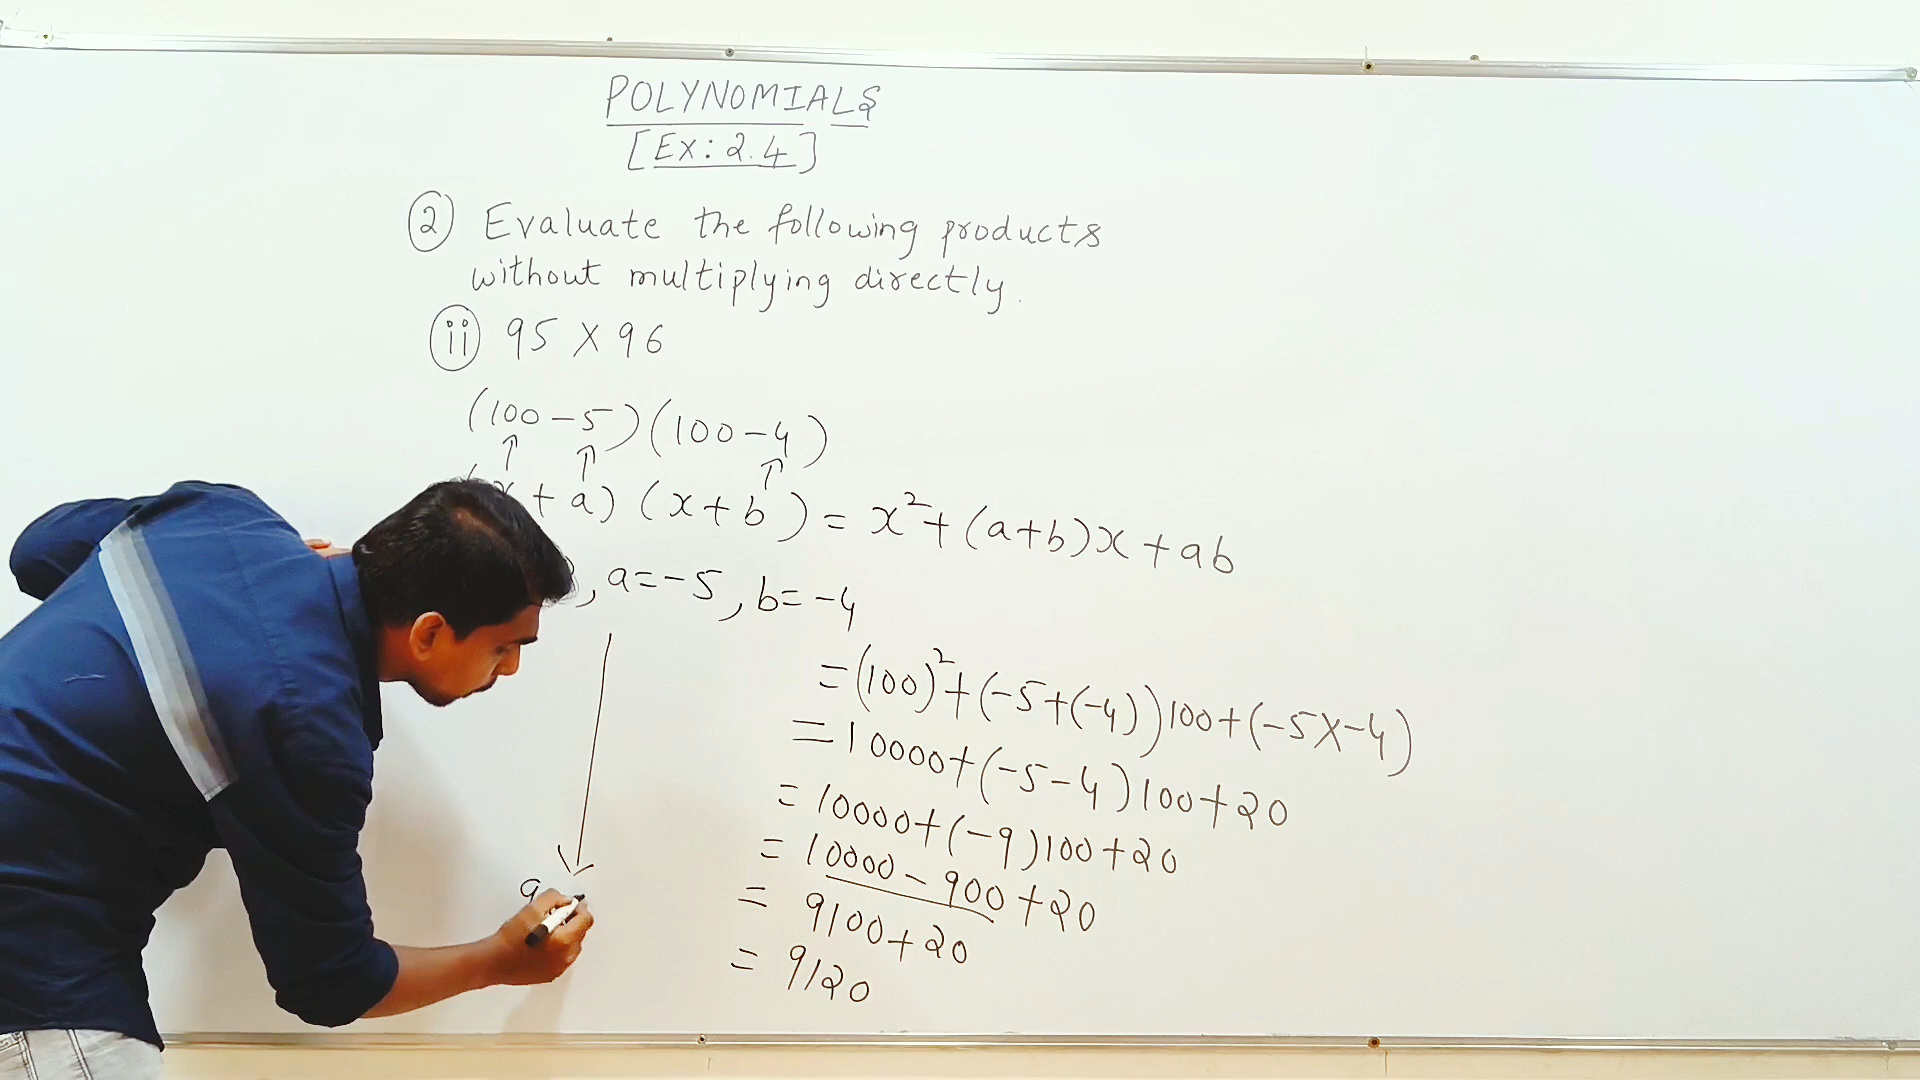 POLYNOMIALS
[Ex: 2.4]
② Evaluate the following products
without multiplying directly.
ⅱ 95 X 96
(100-5)(100-4)
+ a) (x+b) = x²+(a+b)x+ab
, a=-5, b=-4
=(100)²+(-5+(-4))100+(-5X-4)
=10000+(-5-4)100+20
=10000+(-9)100+20
=10000-900+20
= 9100+20
= 9120